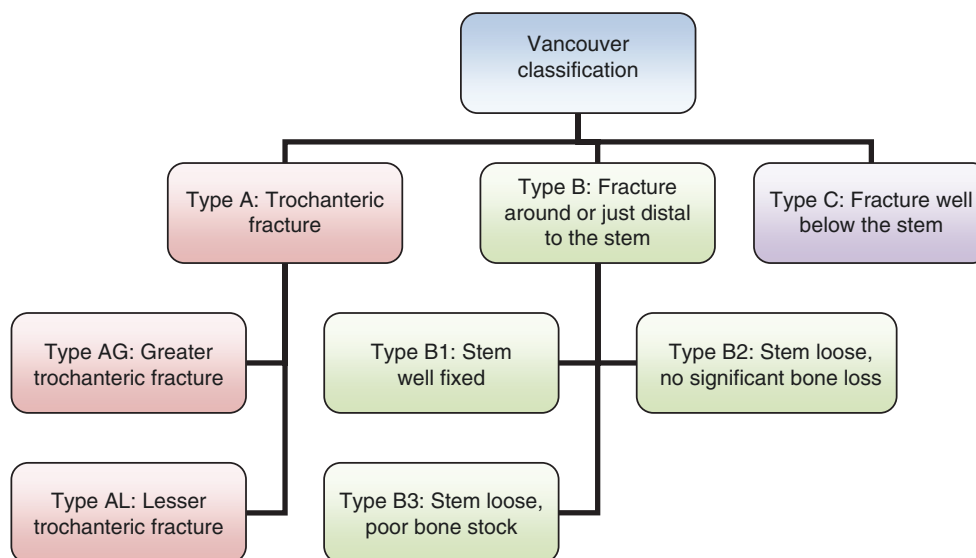 Vancouver
classification
Type A: Trochanteric
fracture
Type B: Fracture
around or just distal
to the stem
Type C: Fracture well
below the stem
Type AG: Greater
trochanteric fracture
Type B1: Stem
well fixed
Type B2: Stem loose,
no significant bone loss
Type AL: Lesser
trochanteric fracture
Type B3: Stem loose,
poor bone stock